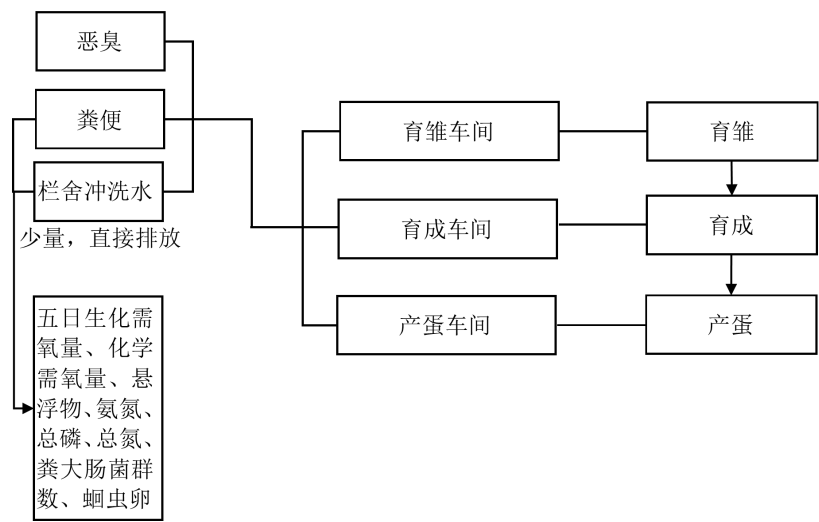 恶臭
粪便
栏舍冲洗水
少量，直接排放
五日生化需
氧量、化学
需氧量、悬
浮物、氨氮、
总磷、总氮、
粪大肠菌群
数、蛔虫卵
育雏车间
育成车间
产蛋车间
育雏
育成
产蛋